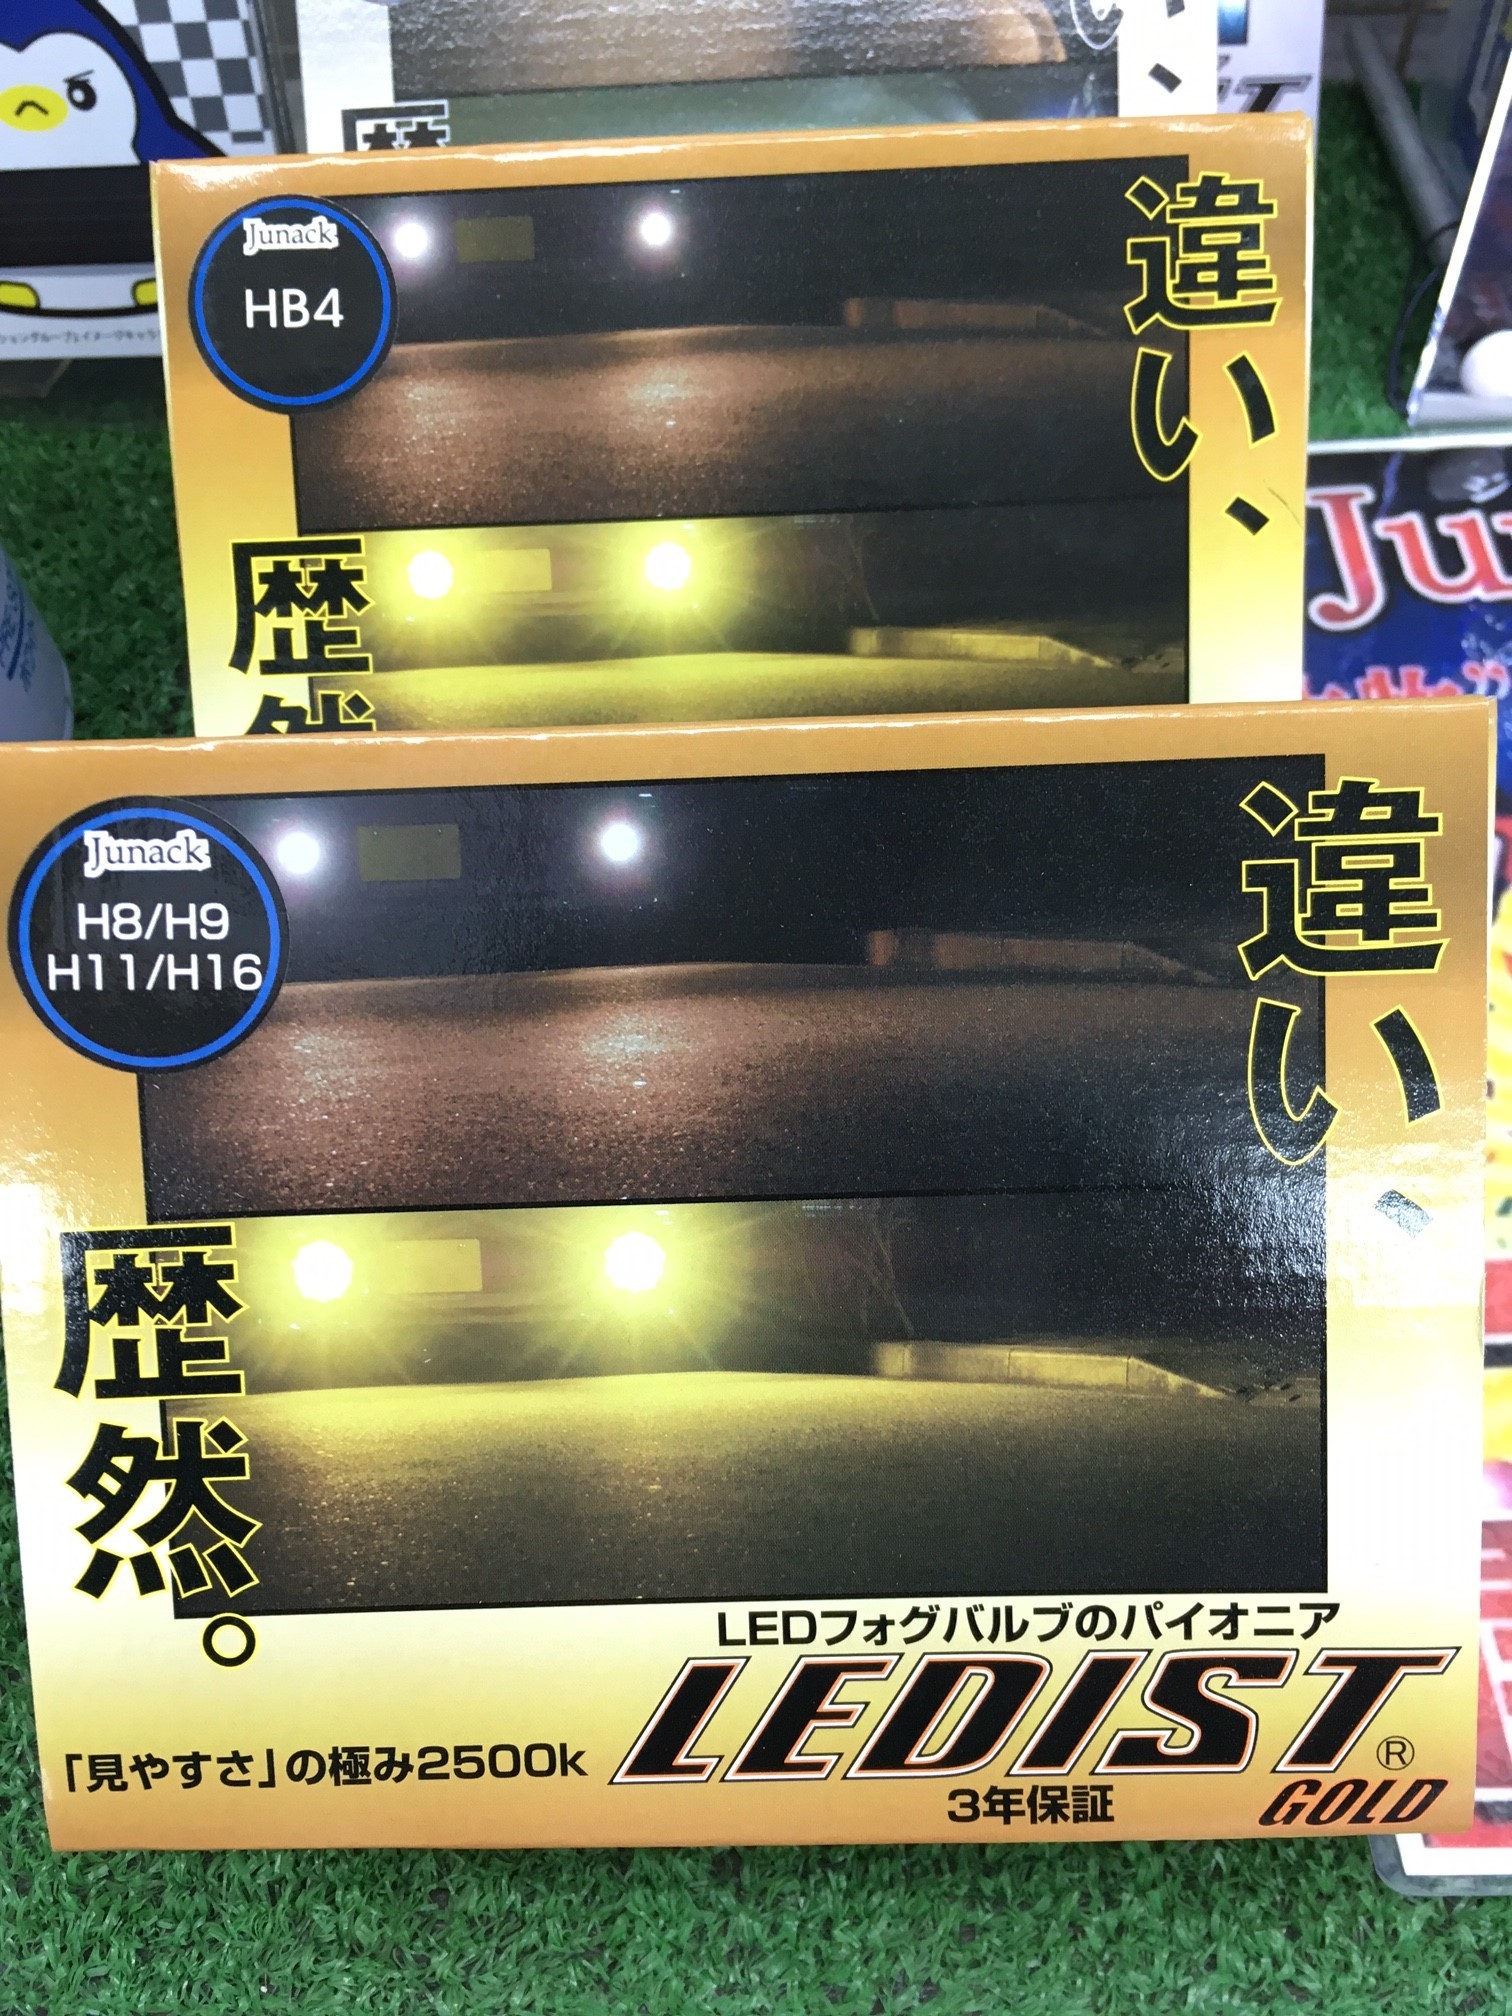 歴
Junack
HB4
違い、
歴然
Junack
H8/H9
H11/H16
違い、
歴然。
LEDフォグバルブのパイオニア
LEDIST®
GOLD
「見やすさ」の極み2500k
3年保証
Ju